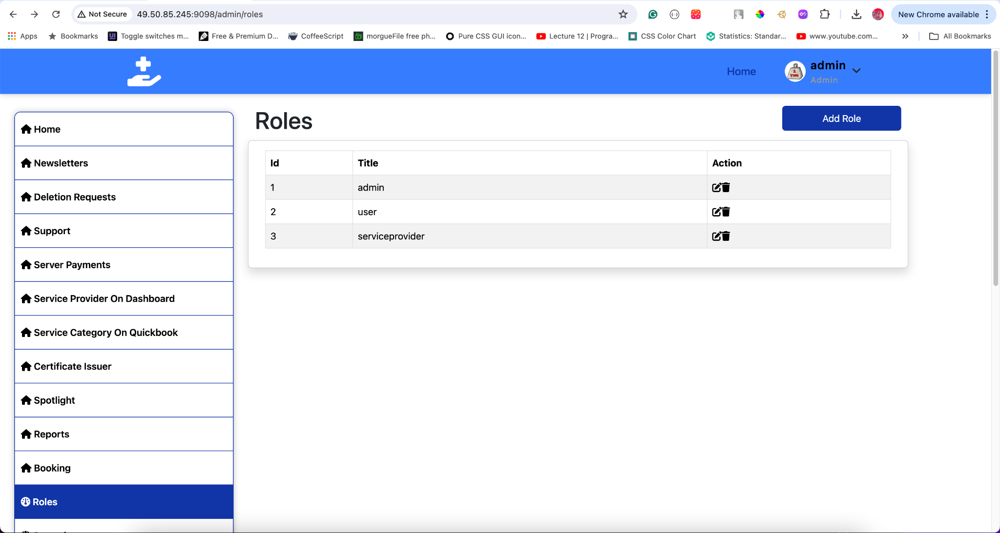 Not Secure 49.50.85.245:9098/admin/roles New Chrome available
Apps Bookmarks UI Toggle switches m... Free & Premium D... CoffeeScript morgueFile free ph... Pure CSS GUI icon... Lecture 12 | Progra... CSS Color Chart Statistics: Standar... www.youtube.com... All Bookmarks
Home
admin
Admin
Roles
Add Role
Home
Newsletters
Deletion Requests
Support
Server Payments
Service Provider On Dashboard
Service Category On Quickbook
Certificate Issuer
Spotlight
Reports
Booking
Roles
Id Title Action
1 admin
2 user
3 serviceprovider